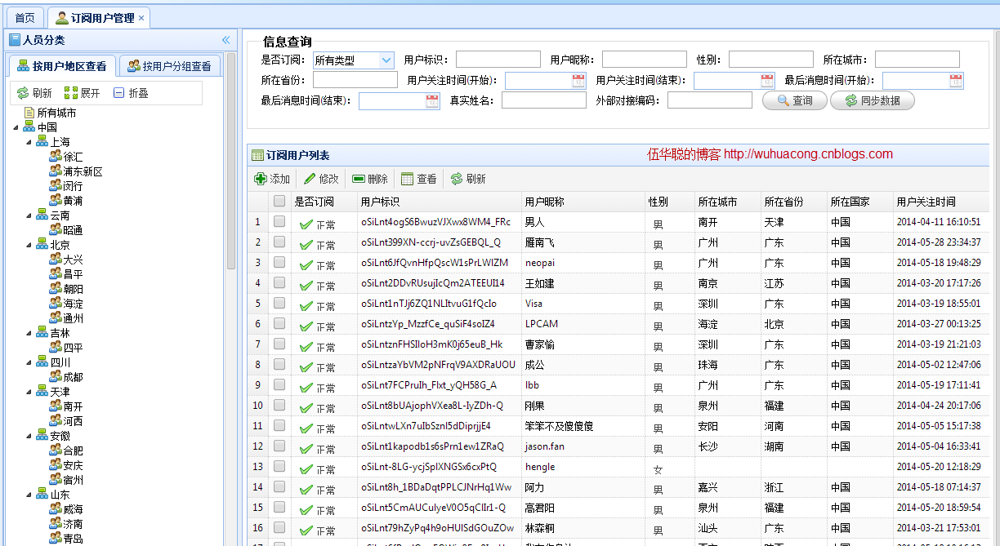 首页 订阅用户管理 ×
人员分类
按用户地区查看 按用户分组查看
刷新 展开 折叠
所有城市
中国
上海
徐汇
浦东新区
闵行
黄浦
云南
昭通
北京
大兴
昌平
朝阳
海淀
通州
吉林
四平
四川
成都
天津
南开
河西
安徽
合肥
安庆
宿州
山东
威海
济南
青岛
信息查询
是否订阅: 所有类型 用户标识: 用户昵称: 性别: 所在城市:
所在省份: 用户关注时间(开始): 用户关注时间(结束): 最后消息时间(开始):
最后消息时间(结束): 真实姓名: 外部对接编码: 查询 同步数据
订阅用户列表 伍华聪的博客 http://wuhuacong.cnblogs.com
添加 修改 删除 查看 刷新
是否订阅 用户标识 用户昵称 性别 所在城市 所在省份 所在国家 用户关注时间
1 正常 oSiLnt4ogS6BwuzVJXwx8WM4_FRc 男人 男 南开 天津 中国 2014-04-11 16:10:51
2 正常 oSiLnt399XN-ccrj-uvZsGEBQL_Q 雁南飞 男 广州 广东 中国 2014-05-28 23:34:37
3 正常 oSiLnt6JfQvnHfpQscW1sPrLWIZM neopai 男 广州 广东 中国 2014-05-18 19:48:29
4 正常 oSiLnt2DDvRUsujIcQm2ATEEUI14 王如建 男 南京 江苏 中国 2014-03-20 17:17:26
5 正常 oSiLnt1nTJj6ZQ1NLItvuG1fQcIo Visa 男 深圳 广东 中国 2014-03-19 18:55:01
6 正常 oSiLntzYp_MzzfCe_quSiF4soIZ4 LPCAM 男 海淀 北京 中国 2014-03-27 00:13:25
7 正常 oSiLntznFHSIIoH3mK0j65euB_Hk 曹家愉 男 深圳 广东 中国 2014-03-19 21:21:03
8 正常 oSiLntzaYbVM2pNFrqV9AXDRaUOU 成公 男 珠海 广东 中国 2014-05-02 12:47:06
9 正常 oSiLnt7FCPruIh_FIxt_yQH58G_A lbb 男 广州 广东 中国 2014-05-19 17:11:41
10 正常 oSiLnt8bUAjophVXea8L-IyZDh-Q 刚果 男 泉州 福建 中国 2014-04-24 20:17:06
11 正常 oSiLntwLXn7uIbSznI5dDiprjjE4 笨笨不及傻傻傻 男 安阳 河南 中国 2014-05-05 15:17:38
12 正常 oSiLnt1kapodb1s6sPrn1ew1ZRaQ jason.fan 男 长沙 湖南 中国 2014-05-04 16:33:41
13 正常 oSiLnt-8LG-ycjSpIXNGSx6cxPtQ hengle 女 2014-05-20 12:18:29
14 正常 oSiLnt8h_1BDaDqtPPLCJNrHq1Ww 阿力 男 嘉兴 浙江 中国 2014-05-18 07:14:37
15 正常 oSiLnt5CmAUCuIyeV0O5qCIIr1-Q 高君阳 男 泉州 福建 中国 2014-05-20 18:59:54
16 正常 oSiLnt79hZyPq4h9oHUISdGOuZOw 林森桐 男 汕头 广东 中国 2014-03-21 17:53:01